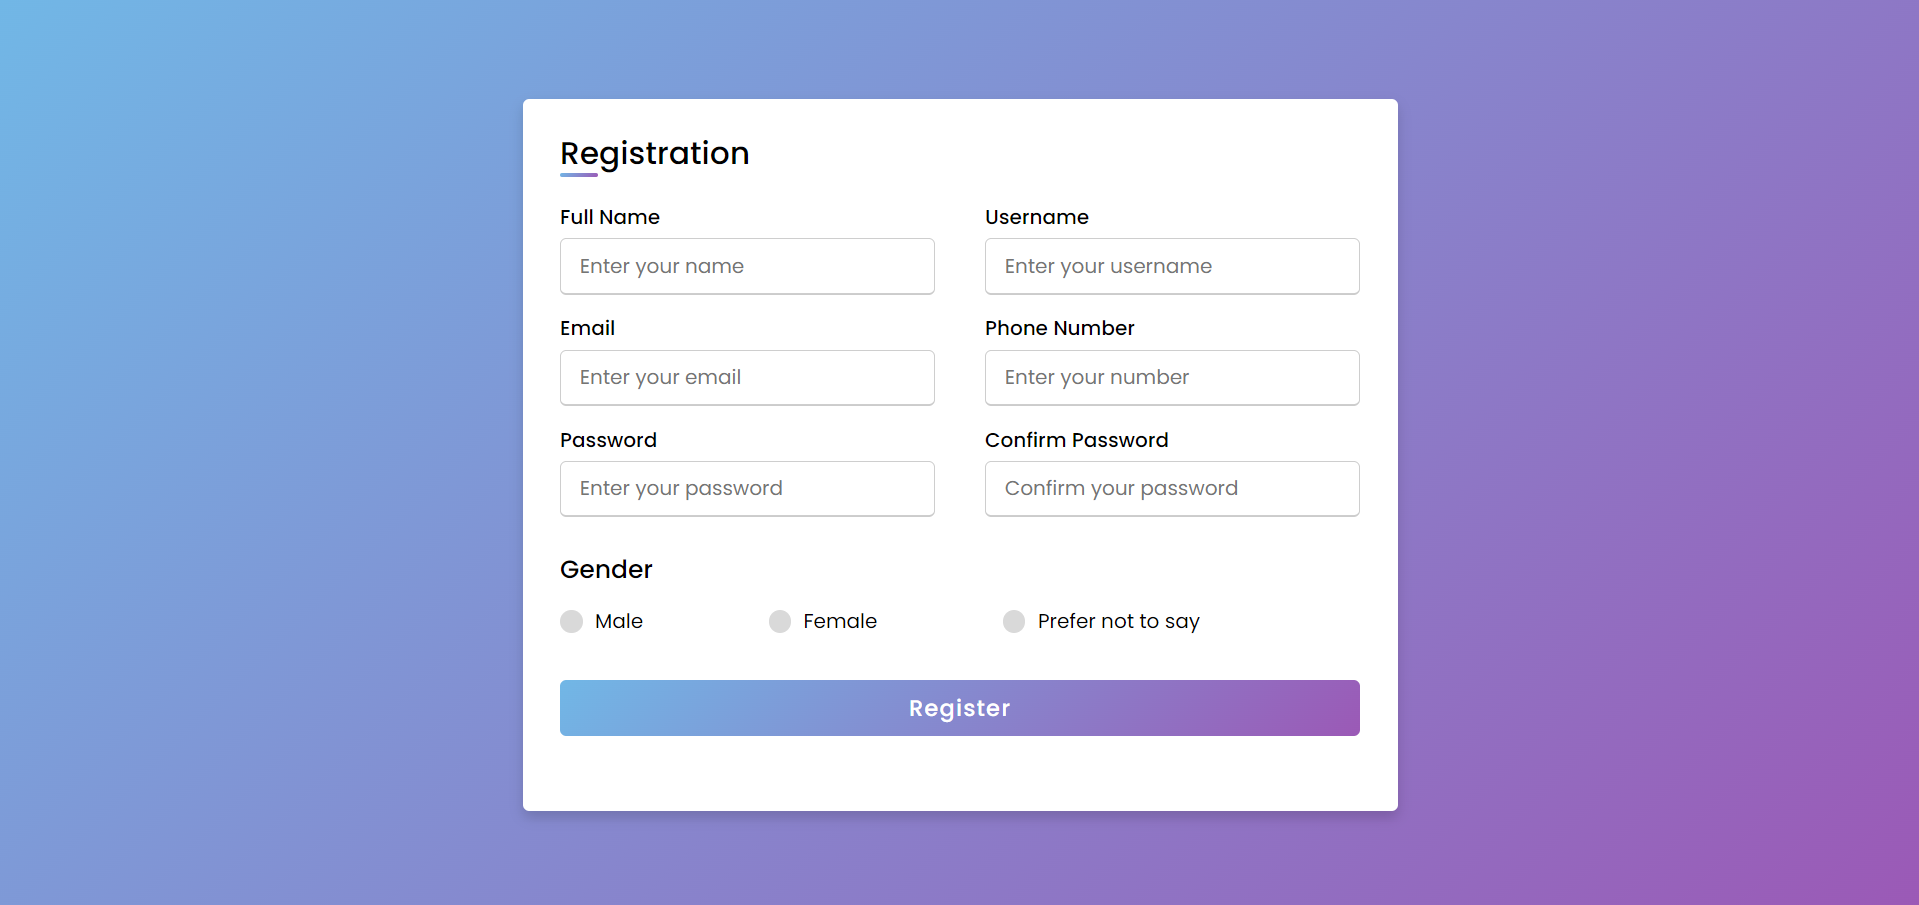 Registration
Full Name
Username
Enter your name
Enter your username
Email
Phone Number
Enter your email
Enter your number
Password
Confirm Password
Enter your password
Confirm your password
Gender
Male
Female
Prefer not to say
Register